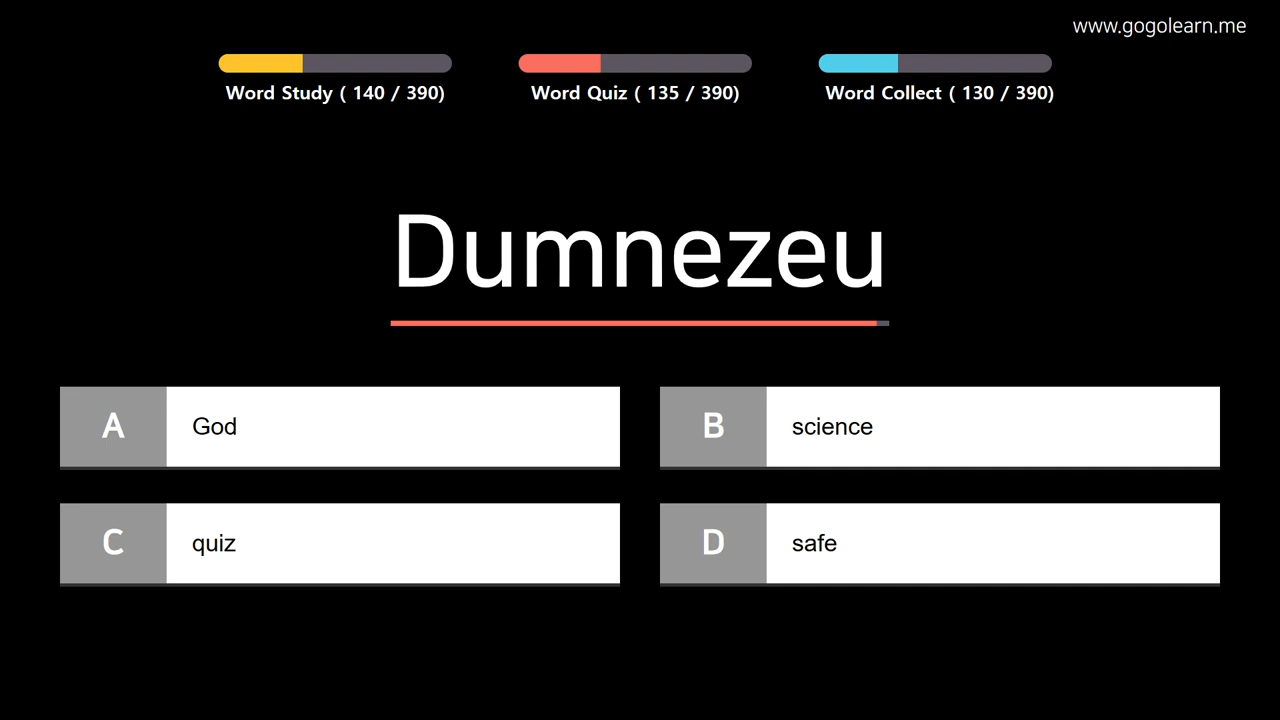 www.gogolearn.me
Word Study ( 140 / 390)
Word Quiz ( 135 / 390)
Word Collect ( 130 / 390)
Dumnezeu
A God
B science
C quiz
D safe